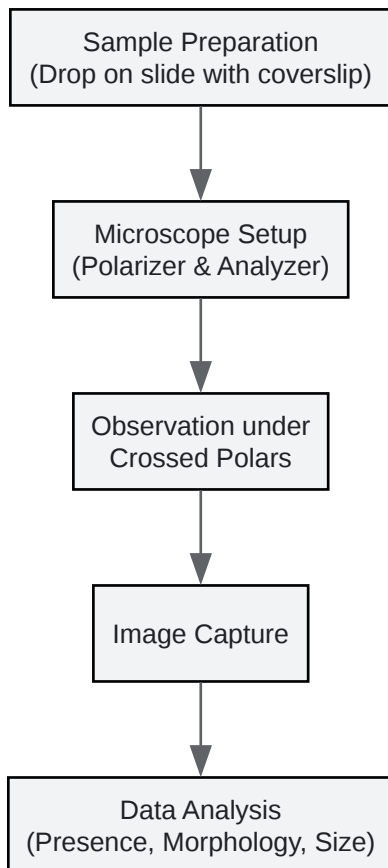 Sample Preparation
(Drop on slide with coverslip)
Microscope Setup
(Polarizer & Analyzer)
Observation under
Crossed Polars
Image Capture
Data Analysis
(Presence, Morphology, Size)